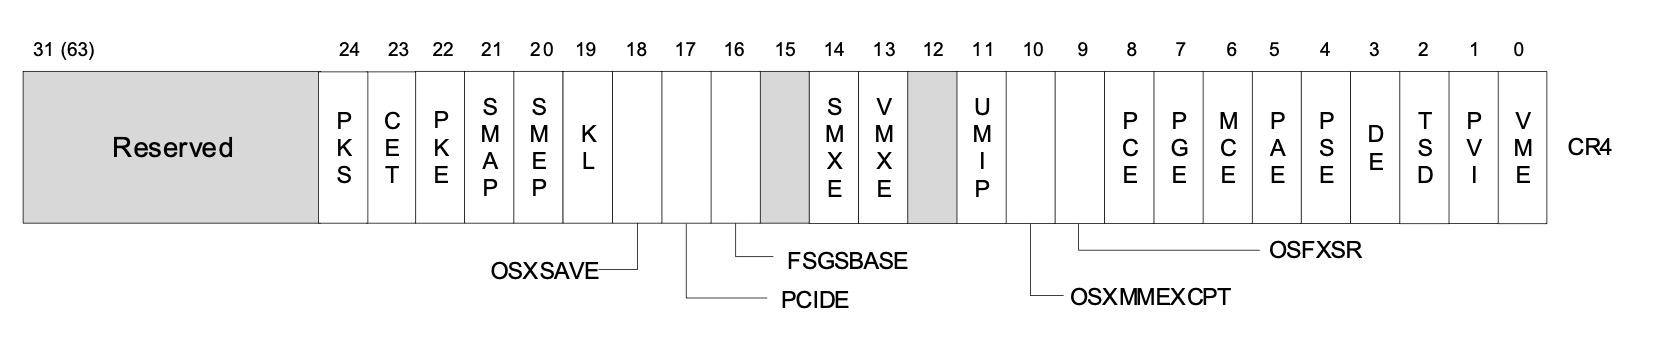 31 (63) 24 23 22 21 20 19 18 17 16 15 14 13 12 11 10 9 8 7 6 5 4 3 2 1 0
Reserved PKS CET PKE SMAP SMEP KL SMXE VMXE UMIP PCE PGE MCE PAE PSE DE TSD PVI VME CR4
OSXSAVE FSGSBASE OSFXSR
PCIDE OSXMMEXCPT